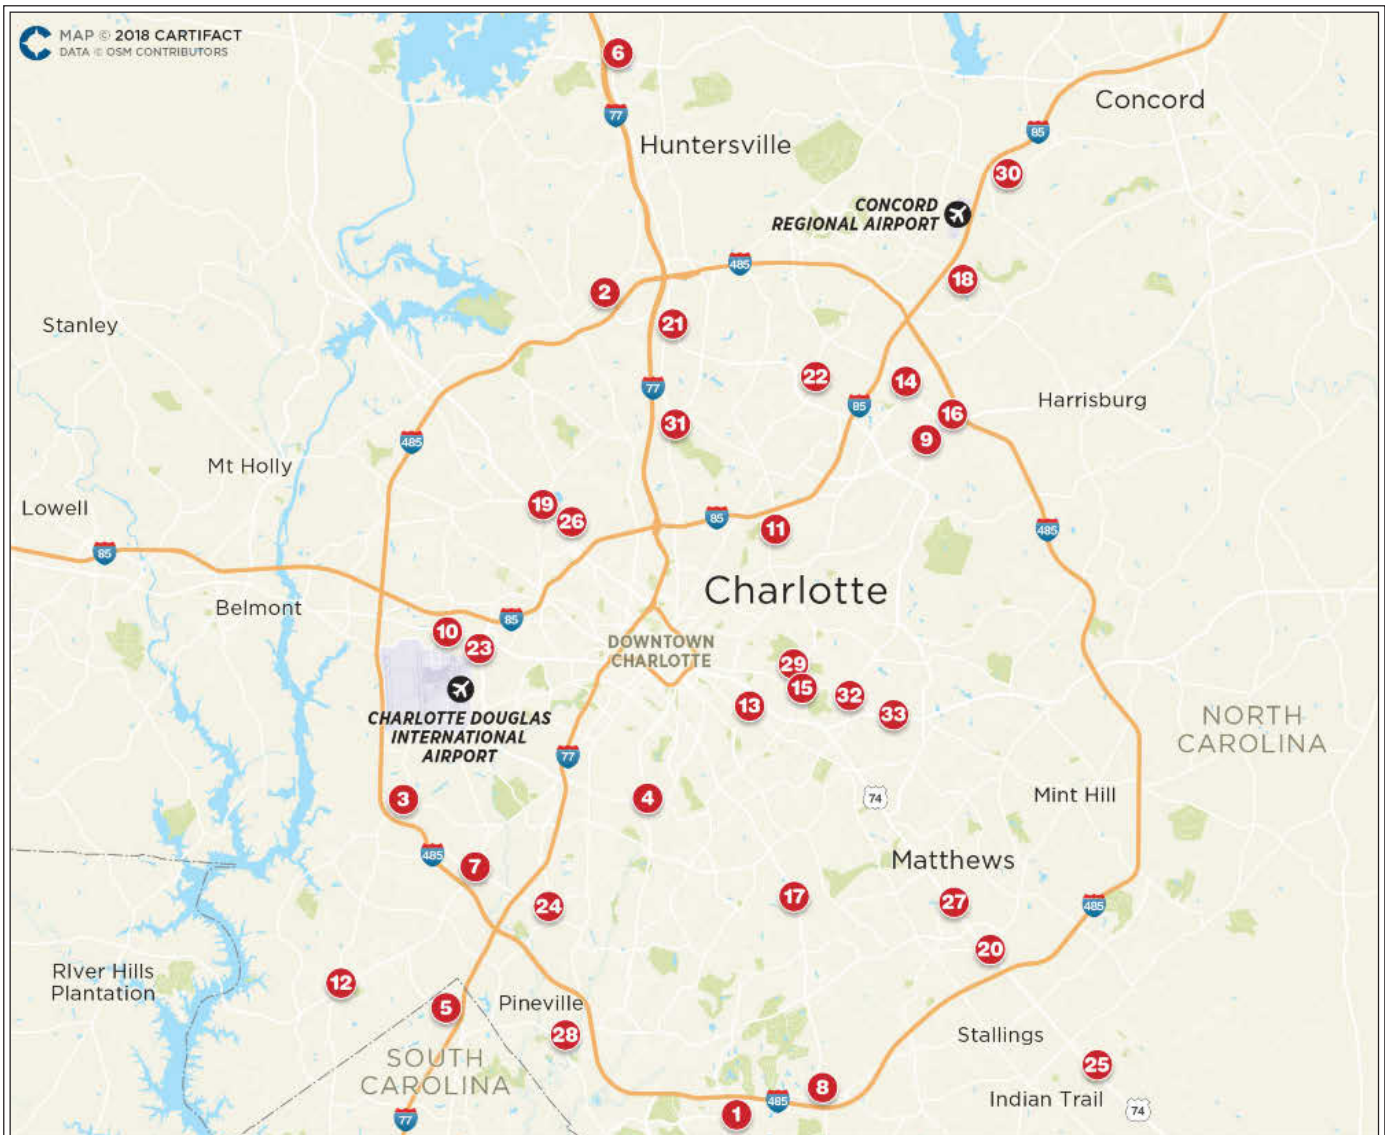 MAP © 2018 CARTIFACT
DATA © OSM CONTRIBUTORS
6
77
Huntersville
Concord
85
30
CONCORD
REGIONAL AIRPORT
485
18
2
21
Stanley
77
22
14
85
Harrisburg
16
31
9
485
Mt Holly
Lowell
19
26
85
11
485
85
Charlotte
Belmont
85
10
23
DOWNTOWN
CHARLOTTE
29
15
32
13
33
CHARLOTTE DOUGLAS
INTERNATIONAL
AIRPORT
NORTH
CAROLINA
77
3
4
74
Mint Hill
485
7
Matthews
17
27
24
485
20
RIver Hills
Plantation
12
5
Pineville
28
Stallings
SOUTH
CAROLINA
25
8
485
1
Indian Trail
74
77